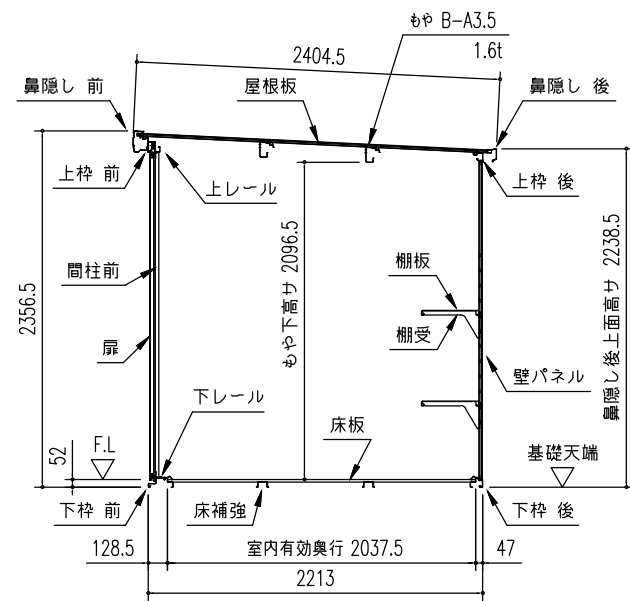 もや B-A3.5
1.6t
2404.5
鼻隠し 前
屋根板
鼻隠し 後
上枠 前
上レール
上枠 後
間柱前
もや下高サ 2096.5
棚板
棚受
鼻隠し後上面高サ 2238.5
2356.5
扉
壁パネル
下レール
床板
52
F.L
基礎天端
下枠 前
床補強
下枠 後
128.5
室内有効奥行 2037.5
47
2213